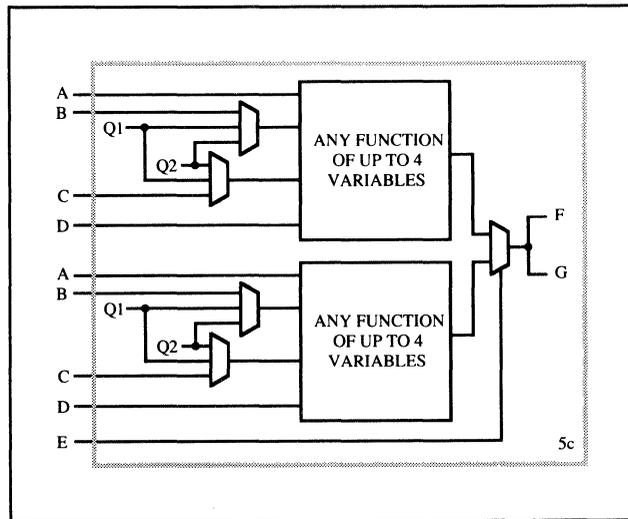 A
B
Q1
Q2
C
D
ANY FUNCTION
OF UP TO 4
VARIABLES
F
G
A
B
Q1
Q2
C
D
ANY FUNCTION
OF UP TO 4
VARIABLES
E
5c